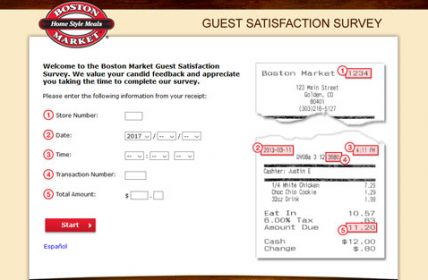 BOSTON
Home Style Meals
MARKET
GUEST SATISFACTION SURVEY
Welcome to the Boston Market Guest Satisfaction
Survey. We value your candid feedback and appreciate
you taking the time to complete our survey.
Please enter the following information from your receipt:
1 Store Number:
2 Date: 2017 / -- / --
3 Time: -- : -- --
4 Transaction Number:
5 Total Amount: $ .
Start
Español
Boston Market 1 1234
123 Main Street
Golden, CO
80401
(303)216-5127
2 2013-03-11 3 4:11 PM
3 12 3680 4
Cashier: Justin E
1/4 White Chicken 7.29
Choc Chip Cookie 1.29
32oz Drink 1.99
Eat In 10.57
6.00% Tax .63
Amount Due 11.20
5
Cash $12.00
Change $.80